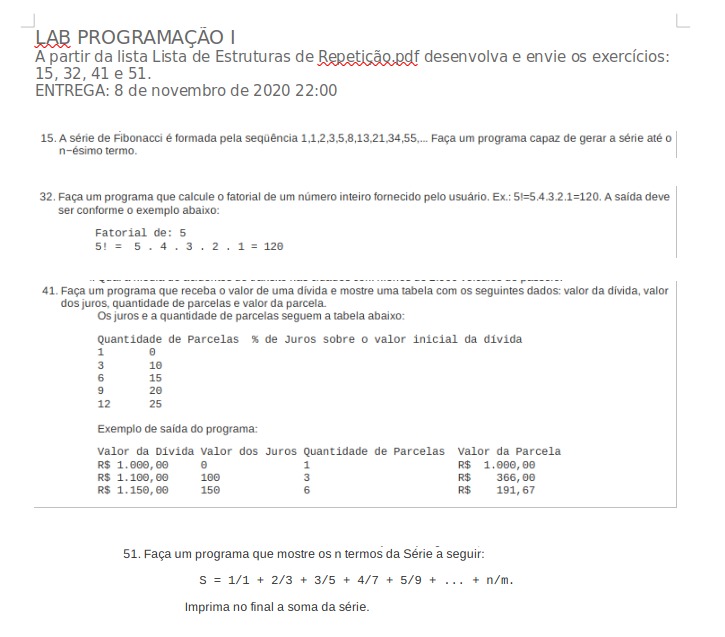 LAB PROGRAMAÇÃO I
A partir da lista Lista de Estruturas de Repetição.pdf desenvolva e envie os exercícios:
15, 32, 41 e 51.
ENTREGA: 8 de novembro de 2020 22:00
15. A série de Fibonacci é formada pela seqüência 1,1,2,3,5,8,13,21,34,55,... Faça um programa capaz de gerar a série até o
n−ésimo termo.
32. Faça um programa que calcule o fatorial de um número inteiro fornecido pelo usuário. Ex.: 5!=5.4.3.2.1=120. A saída deve
ser conforme o exemplo abaixo:
Fatorial de: 5
5! = 5 . 4 . 3 . 2 . 1 = 120
41. Faça um programa que receba o valor de uma dívida e mostre uma tabela com os seguintes dados: valor da dívida, valor
dos juros, quantidade de parcelas e valor da parcela.
Os juros e a quantidade de parcelas seguem a tabela abaixo:
Quantidade de Parcelas % de Juros sobre o valor inicial da dívida
1 0
3 10
6 15
9 20
12 25
Exemplo de saída do programa:
Valor da Dívida Valor dos Juros Quantidade de Parcelas Valor da Parcela
R$ 1.000,00 0 1 R$ 1.000,00
R$ 1.100,00 100 3 R$ 366,00
R$ 1.150,00 150 6 R$ 191,67
51. Faça um programa que mostre os n termos da Série a seguir:
S = 1/1 + 2/3 + 3/5 + 4/7 + 5/9 + ... + n/m.
Imprima no final a soma da série.